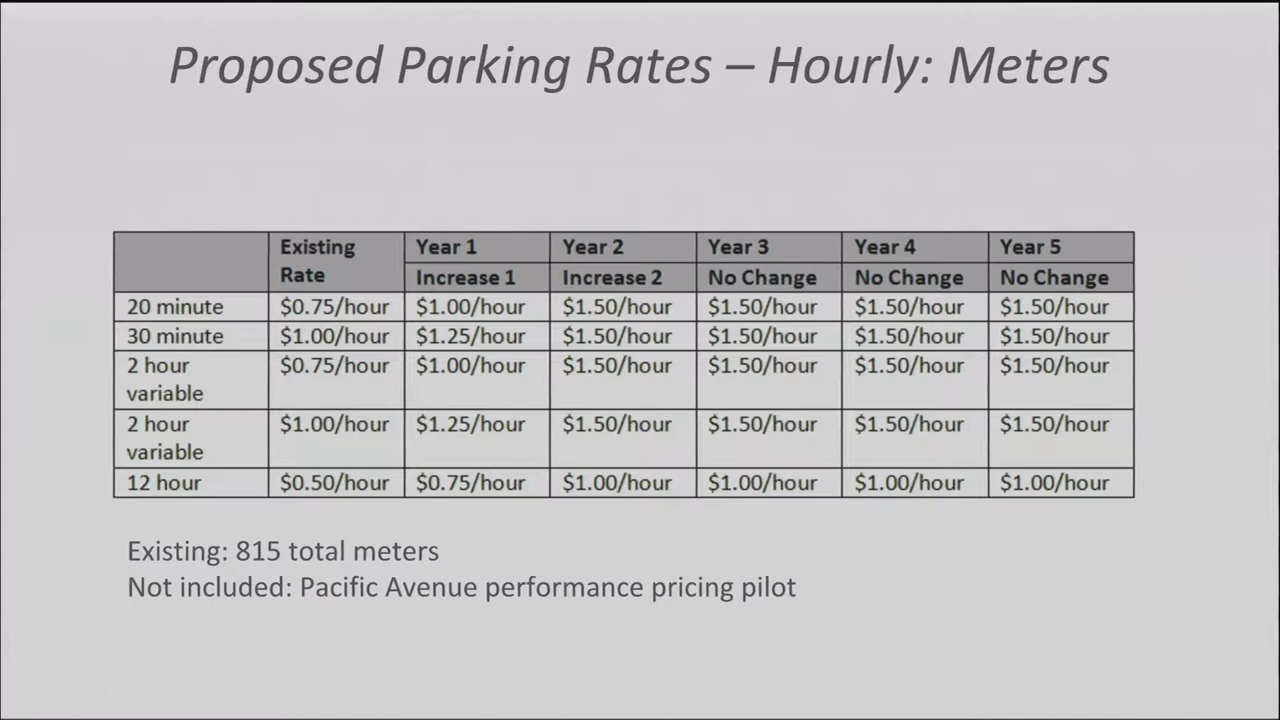 Proposed Parking Rates – Hourly: Meters
Existing Rate Year 1 Year 2 Year 3 Year 4 Year 5
Increase 1 Increase 2 No Change No Change No Change
20 minute $0.75/hour $1.00/hour $1.50/hour $1.50/hour $1.50/hour $1.50/hour
30 minute $1.00/hour $1.25/hour $1.50/hour $1.50/hour $1.50/hour $1.50/hour
2 hour variable $0.75/hour $1.00/hour $1.50/hour $1.50/hour $1.50/hour $1.50/hour
2 hour variable $1.00/hour $1.25/hour $1.50/hour $1.50/hour $1.50/hour $1.50/hour
12 hour $0.50/hour $0.75/hour $1.00/hour $1.00/hour $1.00/hour $1.00/hour
Existing: 815 total meters
Not included: Pacific Avenue performance pricing pilot